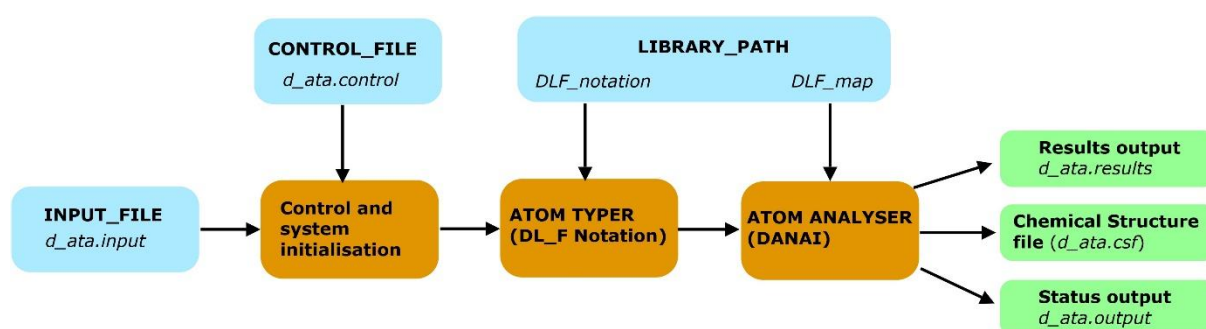 CONTROL_FILE
d_ata.control
LIBRARY_PATH
DLF_notation DLF_map
INPUT_FILE
d_ata.input
Control and
system
initialisation
ATOM TYPER
(DL_F Notation)
ATOM ANALYSER
(DANAI)
Results output
d_ata.results
Chemical Structure
file (d_ata.csf)
Status output
d_ata.output